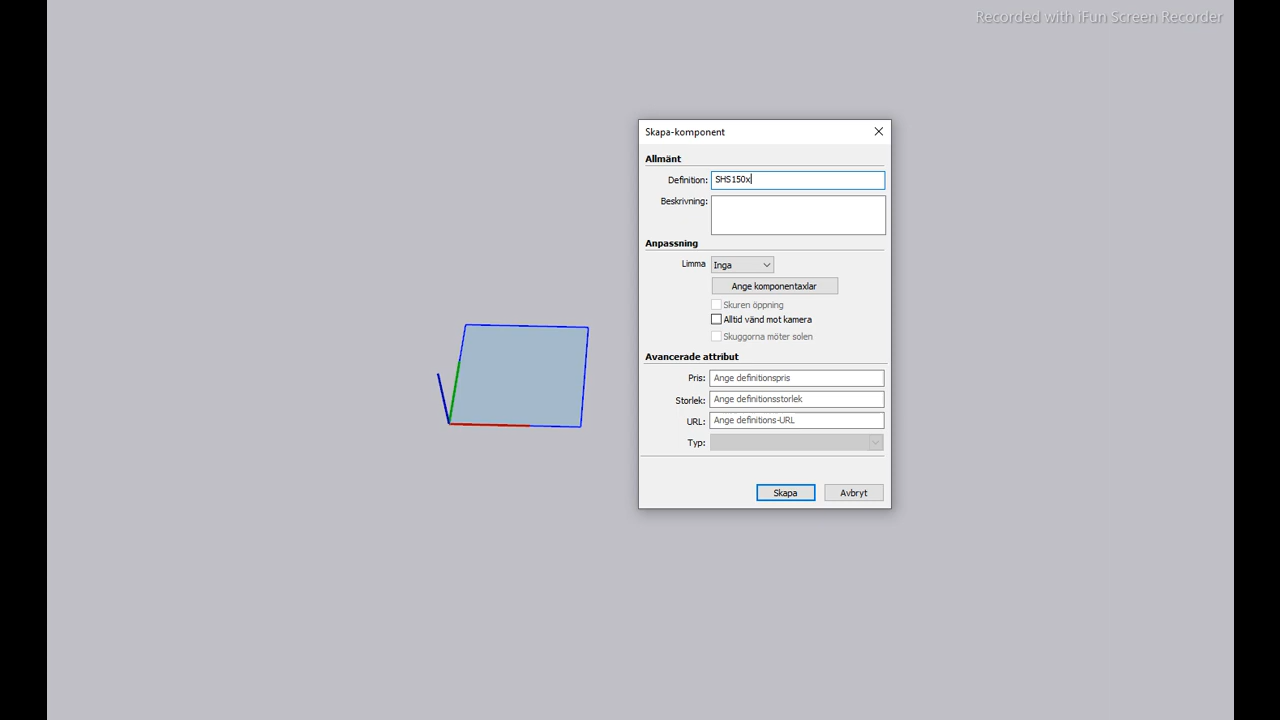 Recorded with iFun Screen Recorder
Skapa-komponent
Allmänt
Definition: SHS150x
Beskrivning:
Anpassning
Limma Inga
Ange komponentaxlar
Skuren öppning
Alltid vänd mot kamera
Skuggorna möter solen
Avancerade attribut
Pris: Ange definitionspris
Storlek: Ange definitionsstorlek
URL: Ange definitions-URL
Typ:
Skapa Avbryt